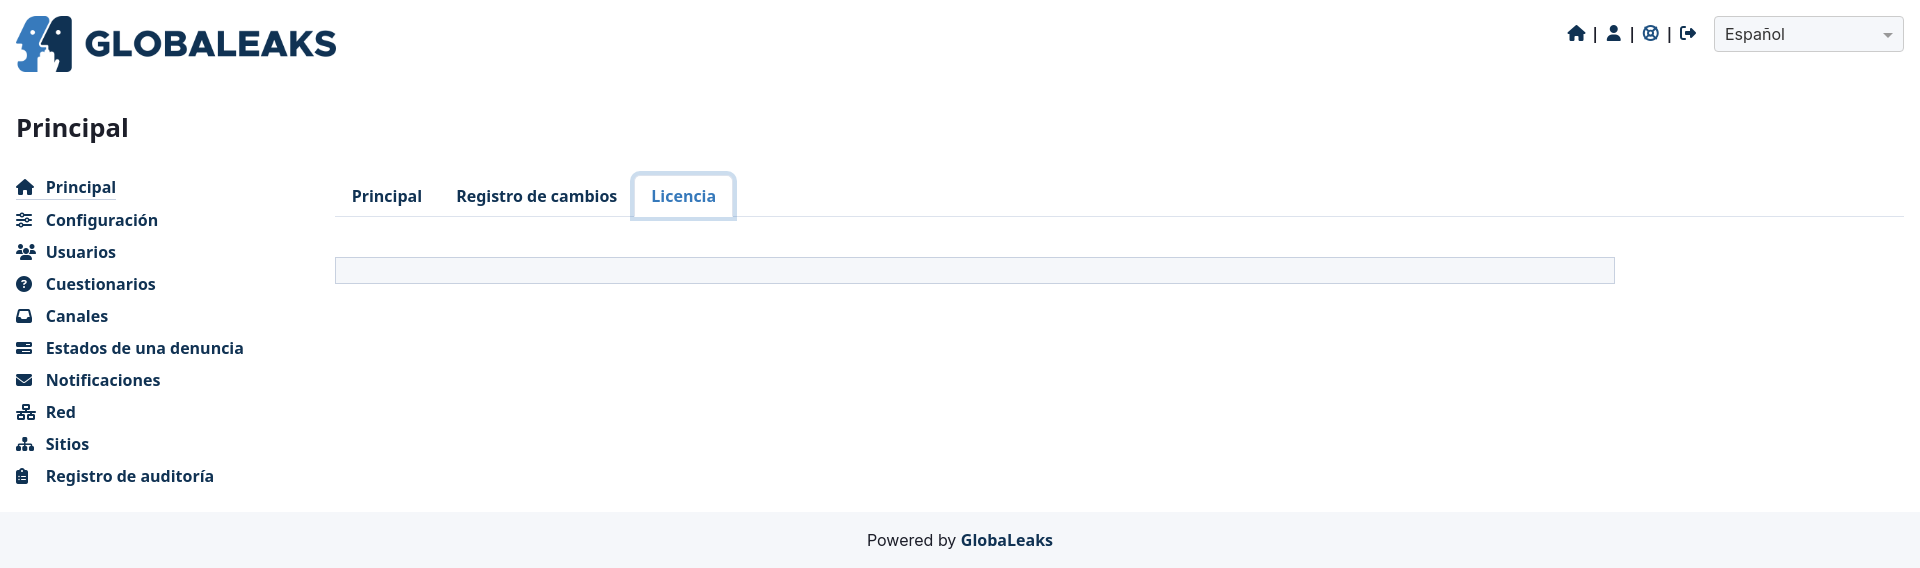 GLOBALEAKS
| | |
Español
Principal
Principal
Configuración
Usuarios
Cuestionarios
Canales
Estados de una denuncia
Notificaciones
Red
Sitios
Registro de auditoría
Principal Registro de cambios Licencia
Powered by GlobaLeaks